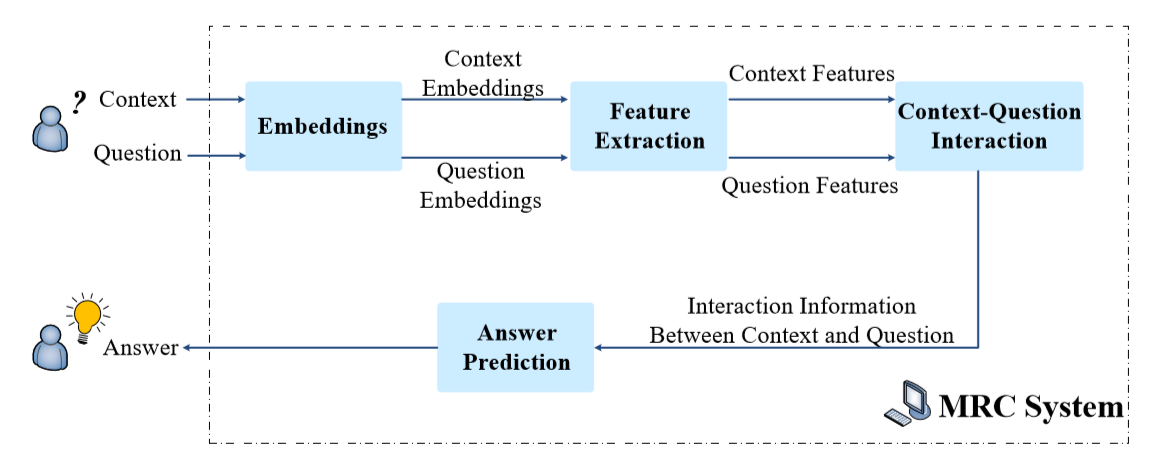 ?
Context
Question
Embeddings
Context
Embeddings
Question
Embeddings
Feature
Extraction
Context Features
Question Features
Context-Question
Interaction
Interaction Information
Between Context and Question
Answer
Prediction
Answer
MRC System